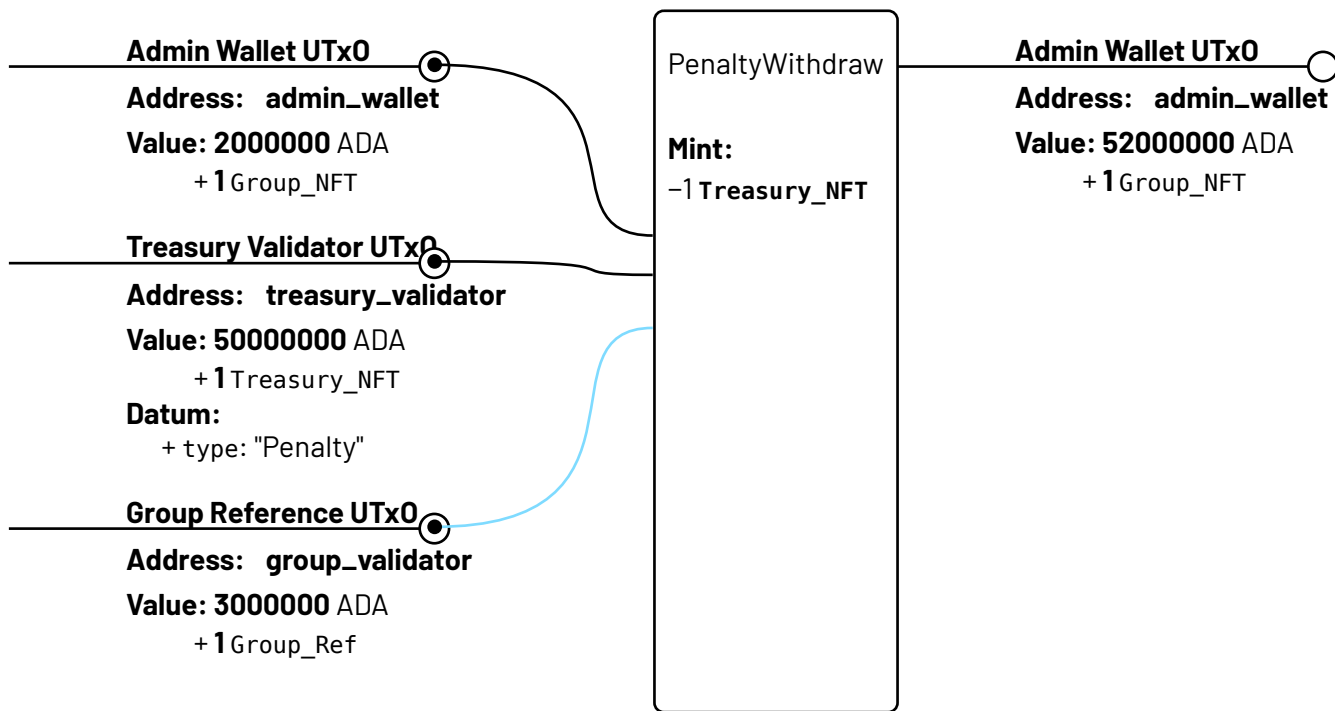 Admin Wallet UTxO
Address: admin_wallet
Value: 2000000 ADA
+ 1 Group_NFT
Treasury Validator UTxO
Address: treasury_validator
Value: 50000000 ADA
+ 1 Treasury_NFT
Datum:
+ type: "Penalty"
Group Reference UTxO
Address: group_validator
Value: 3000000 ADA
+ 1 Group_Ref
PenaltyWithdraw
Mint:
−1 Treasury_NFT
Admin Wallet UTxO
Address: admin_wallet
Value: 52000000 ADA
+ 1 Group_NFT